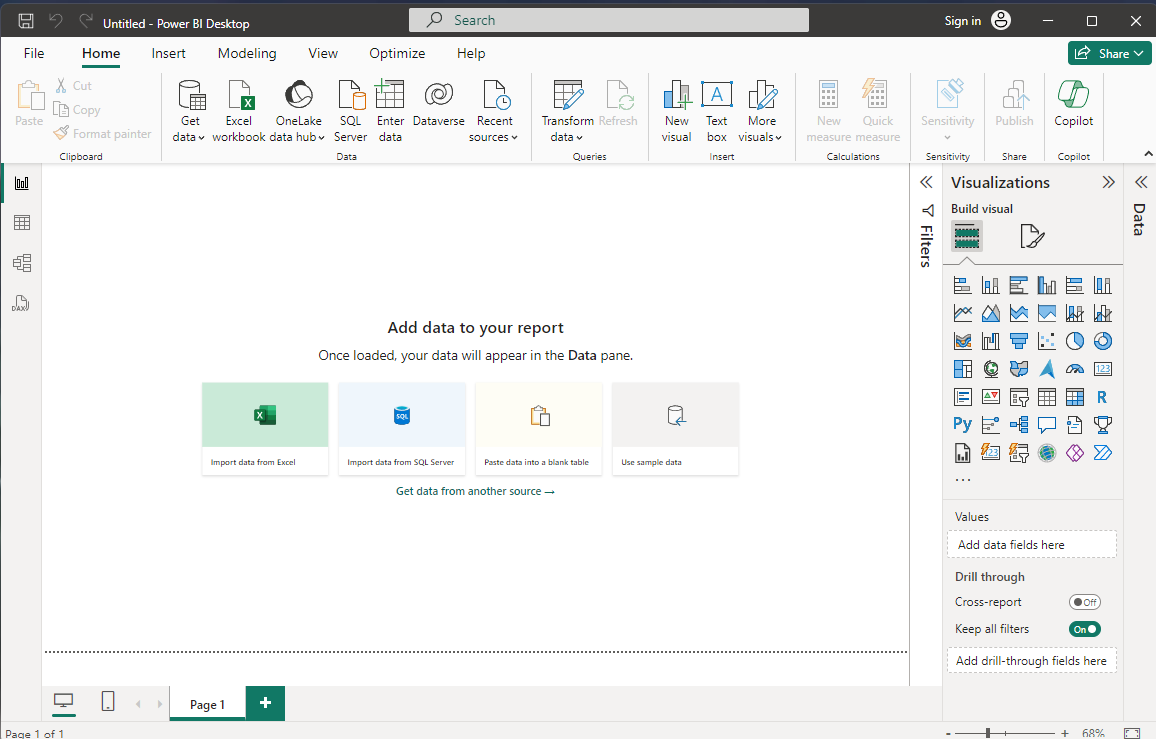 Untitled - Power BI Desktop
Search
Sign in
File Home Insert Modeling View Optimize Help
Share
Paste
Cut
Copy
Format painter
Clipboard
Get data
Excel workbook
OneLake data hub
SQL Server
Enter data
Dataverse
Recent sources
Data
Transform data
Refresh
Queries
New visual
A
Text box
More visuals
Insert
New measure
Quick measure
Calculations
Sensitivity
Sensitivity
Publish
Share
Copilot
Copilot
DAX
Add data to your report
Once loaded, your data will appear in the Data pane.
X
SQL
Import data from Excel
Import data from SQL Server
Paste data into a blank table
Use sample data
Get data from another source →
Filters
Visualizations
Build visual
123
R
Py
123
...
Values
Add data fields here
Drill through
Cross-report
Off
Keep all filters
On
Add drill-through fields here
Data
Page 1
+
Page 1 of 1
- + 68%